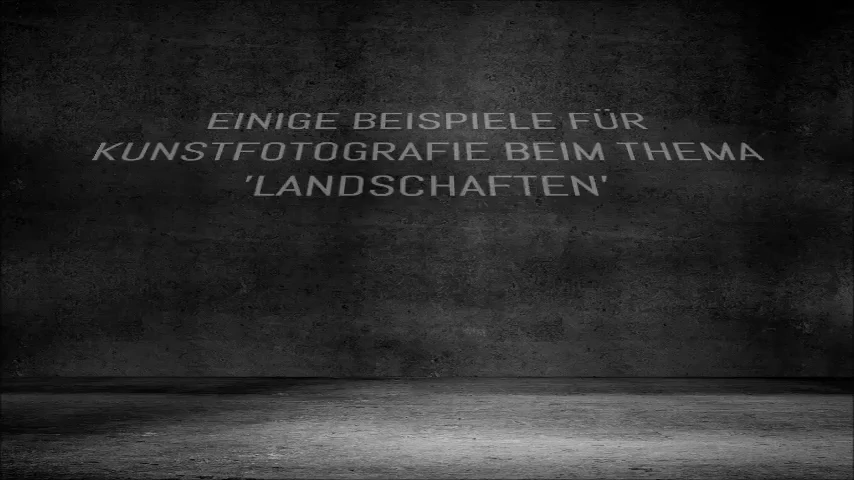 EINIGE BEISPIELE FÜR
KUNSTFOTOGRAFIE BEIM THEMA
'LANDSCHAFTEN'